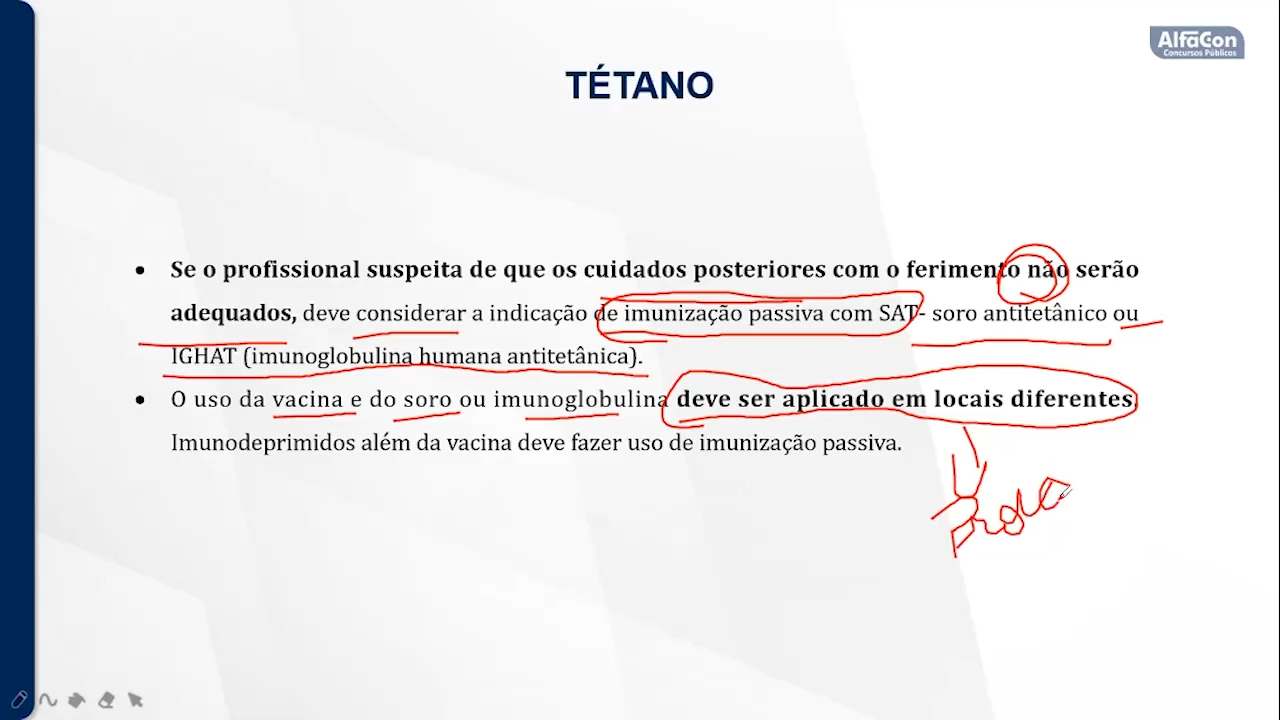 AlfaCon
Concursos Públicos
TÉTANO
• Se o profissional suspeita de que os cuidados posteriores com o ferimento não serão
adequados, deve considerar a indicação de imunização passiva com SAT- soro antitetânico ou
IGHAT (imunoglobulina humana antitetânica).
• O uso da vacina e do soro ou imunoglobulina deve ser aplicado em locais diferentes.
Imunodeprimidos além da vacina deve fazer uso de imunização passiva.
Prova